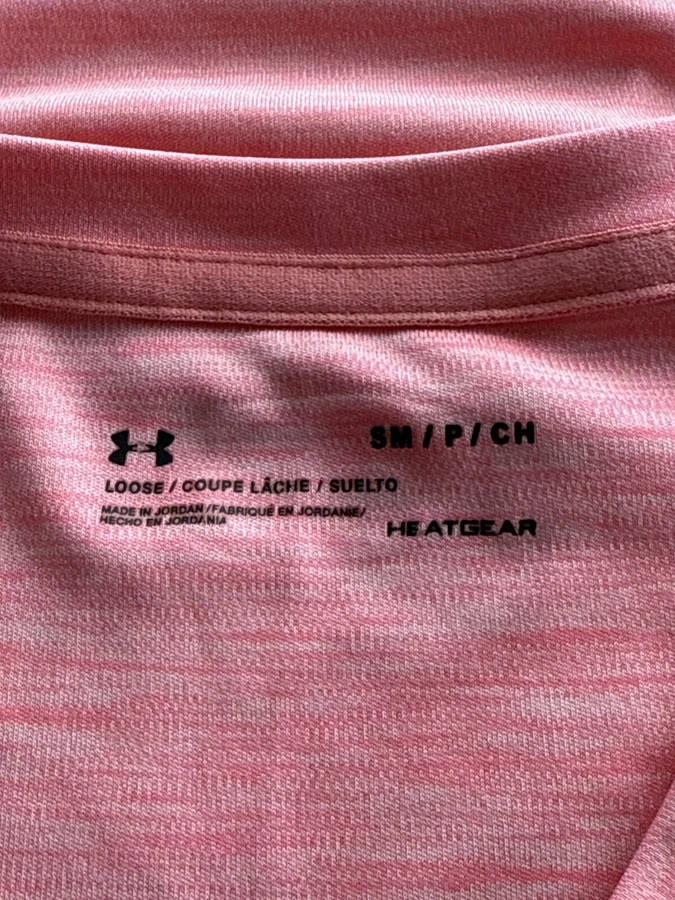 SM / P / CH
LOOSE / COUPE LÂCHE / SUELTO
MADE IN JORDAN / FABRIQUÉ EN JORDANIE /
HECHO EN JORDANIA
HEATGEAR